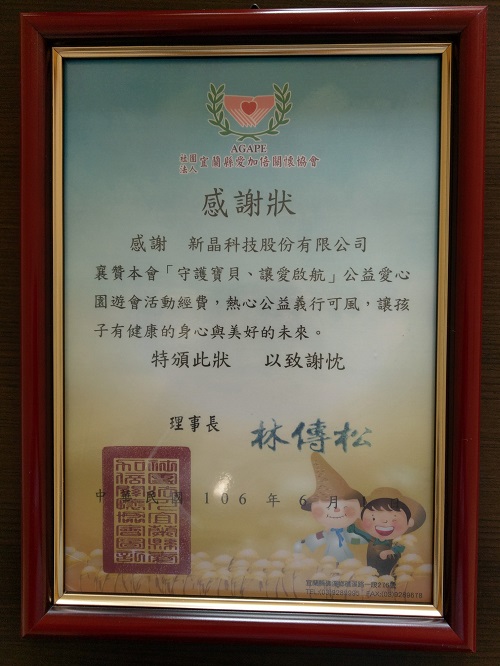 AGAPE
社團法人 宜蘭縣愛加倍關懷協會
感謝狀
感謝 新晶科技股份有限公司
襄贊本會「守護寶貝、讓愛啟航」公益愛心
園遊會活動經費，熱心公益義行可風，讓孩
子有健康的身心與美好的未來。
特頒此狀 以致謝忱
理事長 林傳松
中華民國 106 年 6 月